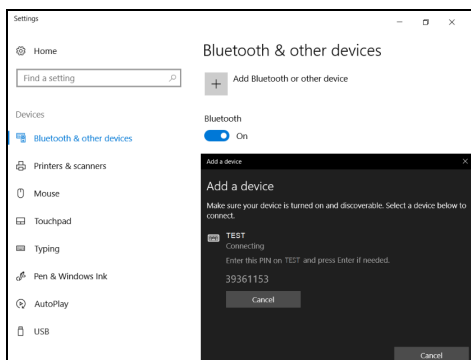 Settings
Home
Find a setting
Devices
Bluetooth & other devices
Printers & scanners
Mouse
Touchpad
Typing
Pen & Windows Ink
AutoPlay
USB
Bluetooth & other devices
Add Bluetooth or other device
Bluetooth
On
Add a device
Add a device
Make sure your device is turned on and discoverable. Select a device below to
connect.
TEST
Connecting
Enter this PIN on TEST and press Enter if needed.
39361153
Cancel
Cancel